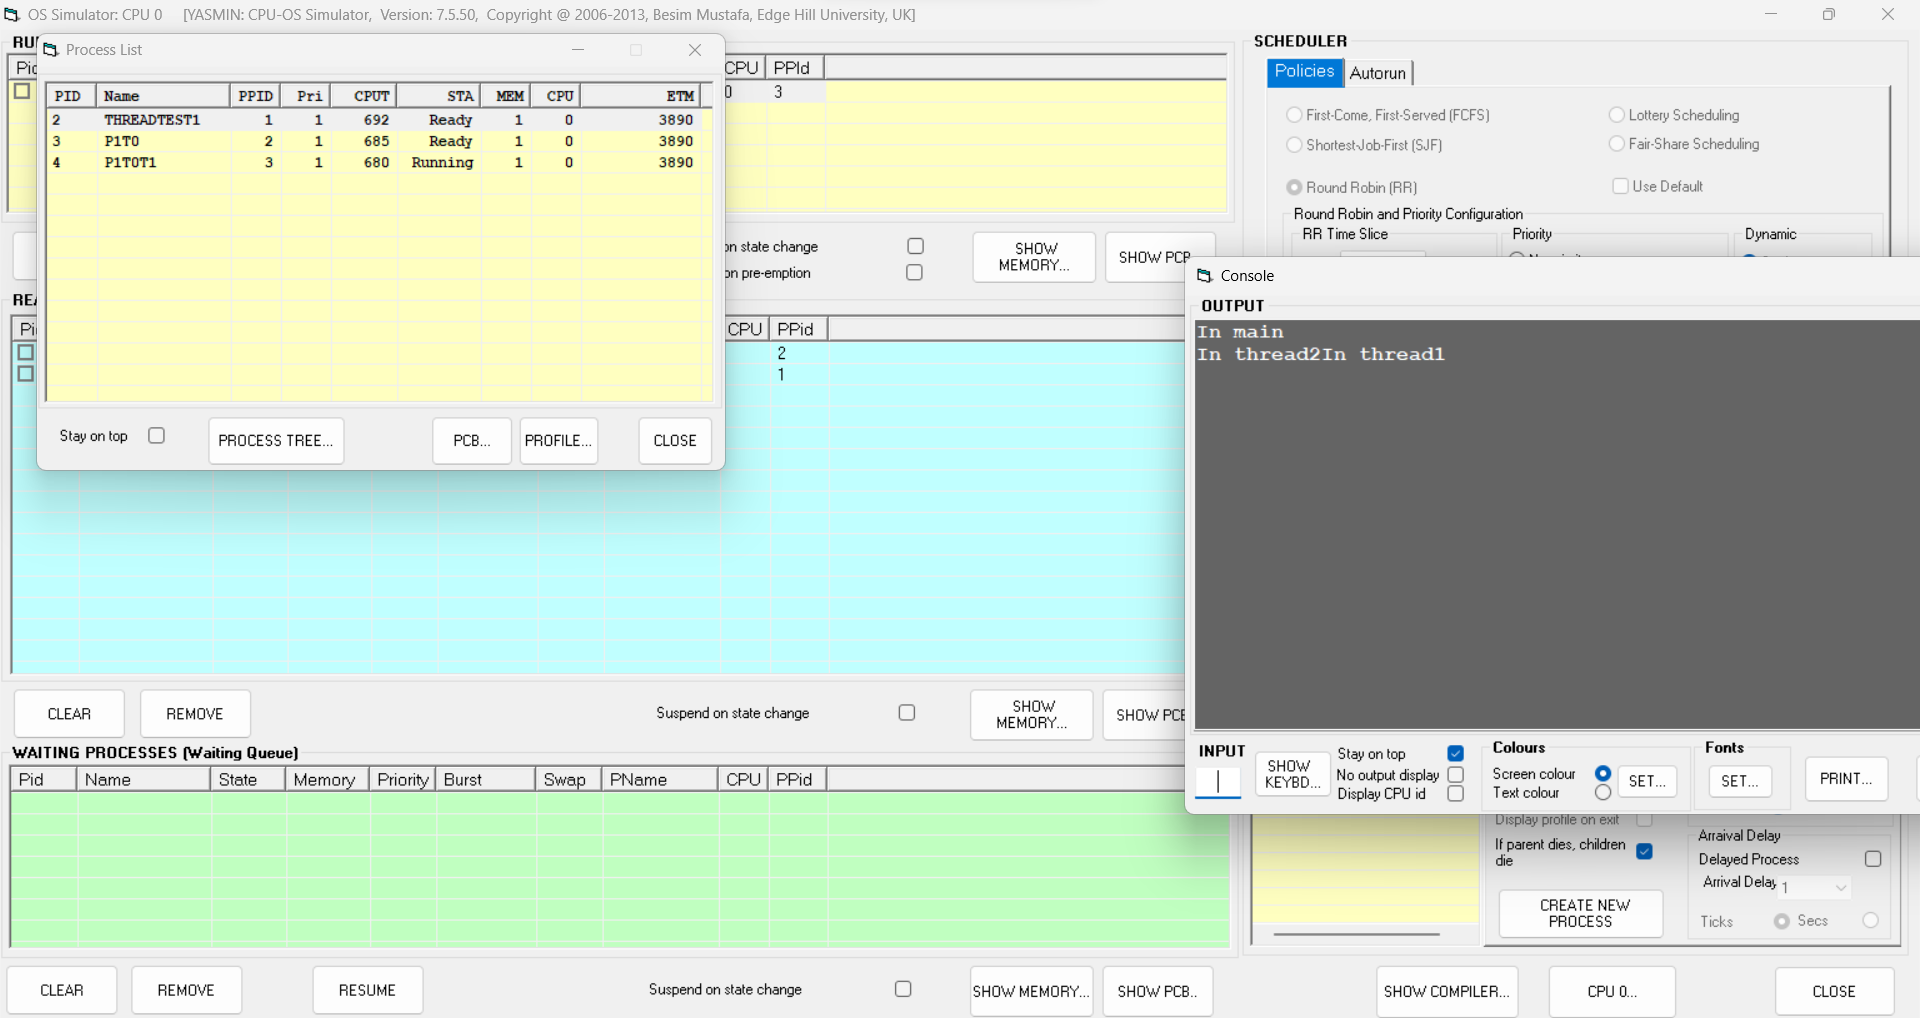 OS Simulator: CPU 0 [YASMIN: CPU-OS Simulator, Version: 7.5.50, Copyright @ 2006-2013, Besim Mustafa, Edge Hill University, UK]
Process List
PID Name PPID Pri CPUT STA MEM CPU ETM
2 THREADTEST1 1 1 692 Ready 1 0 3890
3 P1T0 2 1 685 Ready 1 0 3890
4 P1T0T1 3 1 680 Running 1 0 3890
Stay on top
PROCESS TREE...
PCB...
PROFILE...
CLOSE
CPU PPId
0 3
on state change
on pre-emption
SHOW MEMORY...
SHOW PCB
CPU PPid
2
1
CLEAR
REMOVE
Suspend on state change
SHOW MEMORY...
SHOW PCB
WAITING PROCESSES (Waiting Queue)
Pid Name State Memory Priority Burst Swap PName CPU PPid
CLEAR
REMOVE
RESUME
Suspend on state change
SHOW MEMORY...
SHOW PCB..
SCHEDULER
Policies Autorun
First-Come, First-Served (FCFS)
Lottery Scheduling
Shortest-Job-First (SJF)
Fair-Share Scheduling
Round Robin (RR)
Use Default
Round Robin and Priority Configuration
RR Time Slice
Priority
Dynamic
Console
OUTPUT
In main
In thread2In thread1
INPUT
SHOW KEYBD...
Stay on top
No output display
Display CPU id
Colours
Screen colour
Text colour
SET...
Fonts
SET...
PRINT...
Display profile on exit
If parent dies, children die
CREATE NEW PROCESS
Arraival Delay
Delayed Process
Arrival Delay 1
Ticks Secs
SHOW COMPILER...
CPU 0...
CLOSE